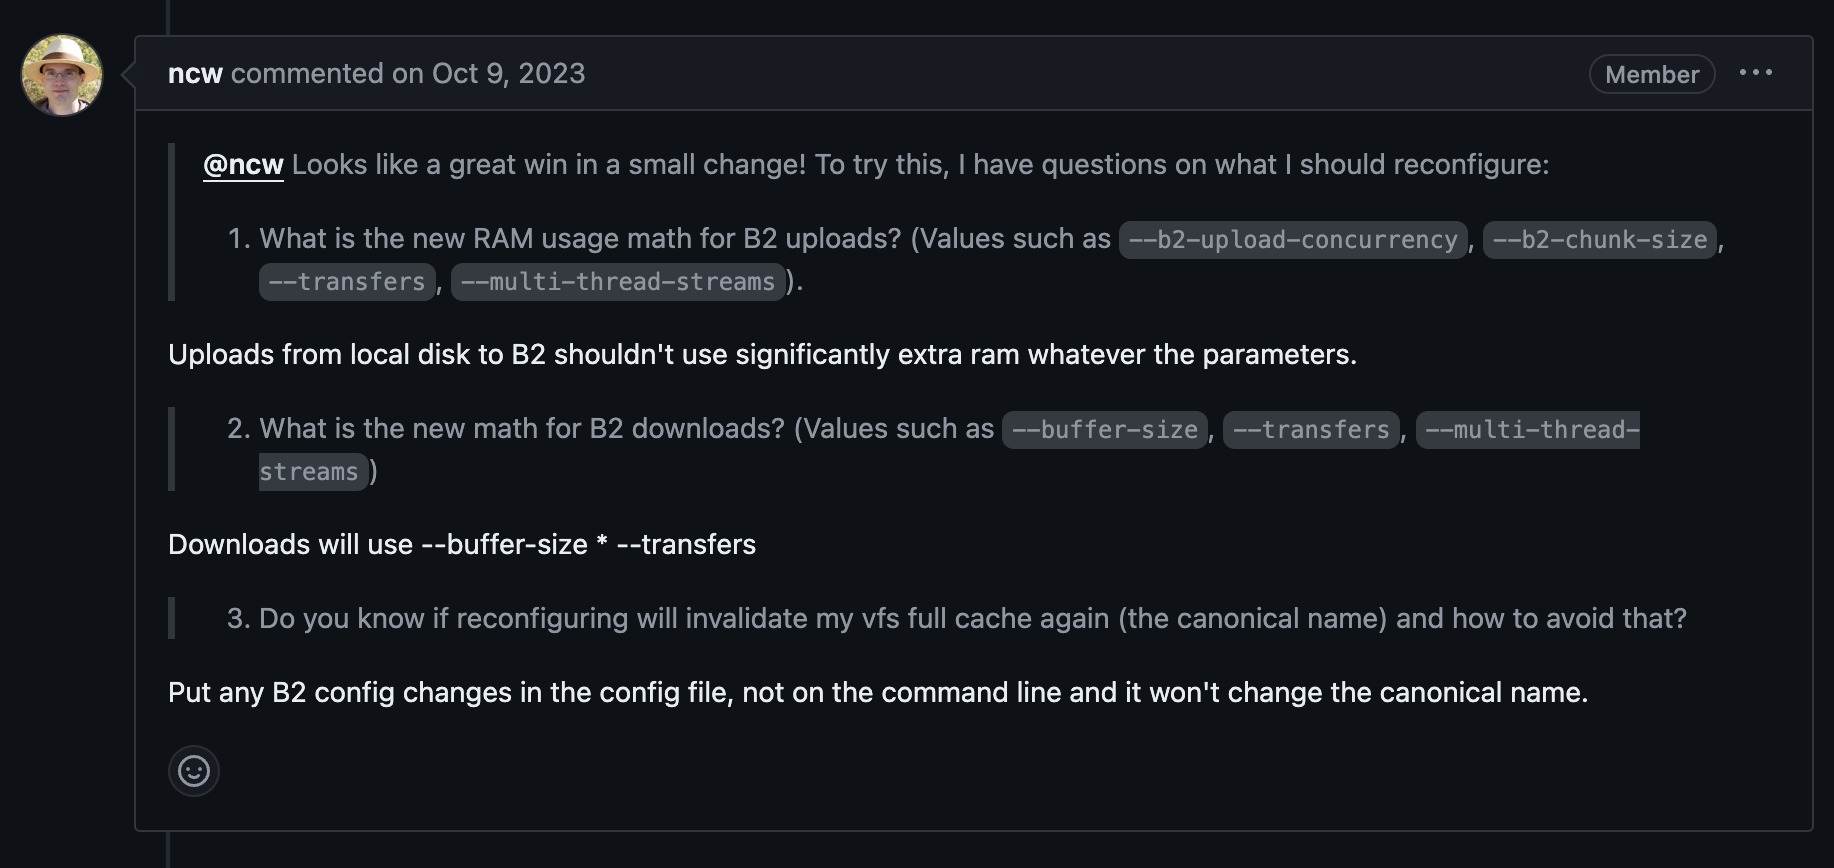 ncw commented on Oct 9, 2023
Member
@ncw Looks like a great win in a small change! To try this, I have questions on what I should reconfigure:
1. What is the new RAM usage math for B2 uploads? (Values such as --b2-upload-concurrency, --b2-chunk-size,
--transfers, --multi-thread-streams).
Uploads from local disk to B2 shouldn't use significantly extra ram whatever the parameters.
2. What is the new math for B2 downloads? (Values such as --buffer-size, --transfers, --multi-thread-
streams)
Downloads will use --buffer-size * --transfers
3. Do you know if reconfiguring will invalidate my vfs full cache again (the canonical name) and how to avoid that?
Put any B2 config changes in the config file, not on the command line and it won't change the canonical name.